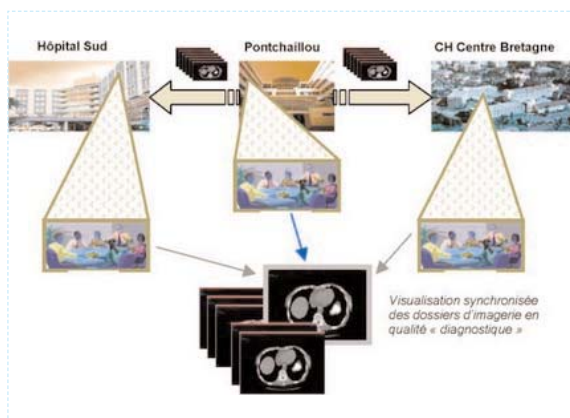 Hôpital Sud
Pontchaillou
CH Centre Bretagne
Visualisation synchronisée
des dossiers d'imagerie en
qualité « diagnostique »